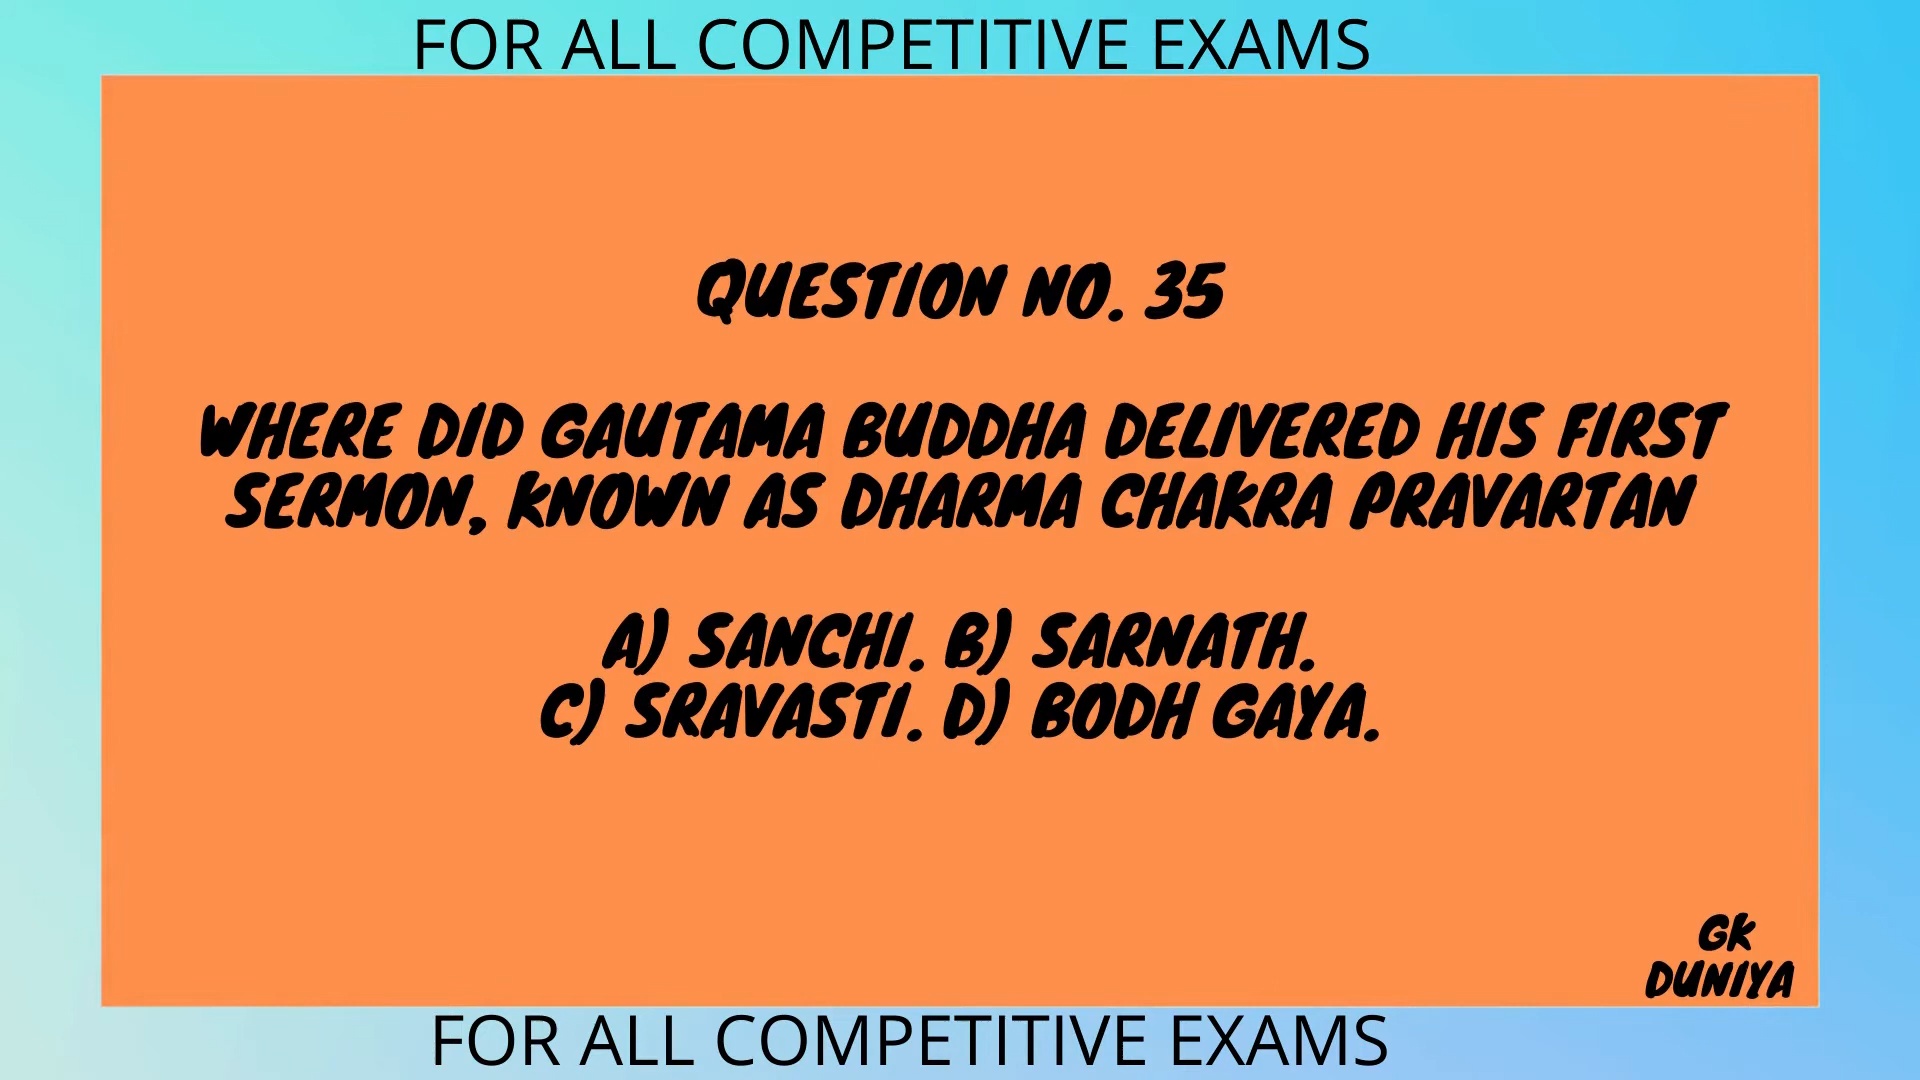 FOR ALL COMPETITIVE EXAMS
QUESTION NO. 35
WHERE DID GAUTAMA BUDDHA DELIVERED HIS FIRST
SERMON, KNOWN AS DHARMA CHAKRA PRAVARTAN
A) SANCHI. B) SARNATH.
C) SRAVASTI. D) BODH GAYA.
GK
DUNIYA
FOR ALL COMPETITIVE EXAMS